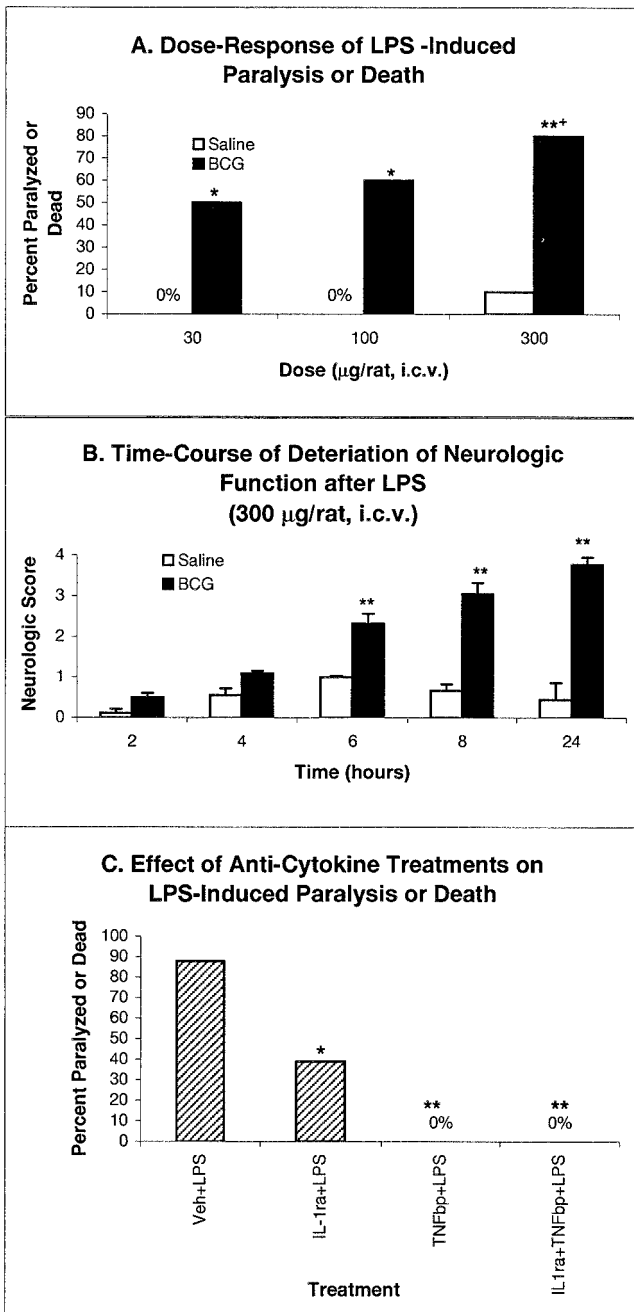 A. Dose-Response of LPS -Induced
Paralysis or Death
Percent Paralyzed or
Dead
90
80
70
60
50
40
30
20
10
0
Saline
BCG
0%
*
0%
*
**+
30
100
300
Dose (µg/rat, i.c.v.)
B. Time-Course of Deteriation of Neurologic
Function after LPS
(300 µg/rat, i.c.v.)
Neurologic Score
4
3
2
1
0
Saline
BCG
**
**
**
2
4
6
8
24
Time (hours)
C. Effect of Anti-Cytokine Treatments on
LPS-Induced Paralysis or Death
Percent Paralyzed or Dead
100
90
80
70
60
50
40
30
20
10
0
*
**
0%
**
0%
Veh+LPS
IL-1ra+LPS
TNFbp+LPS
IL1ra+TNFbp+LPS
Treatment